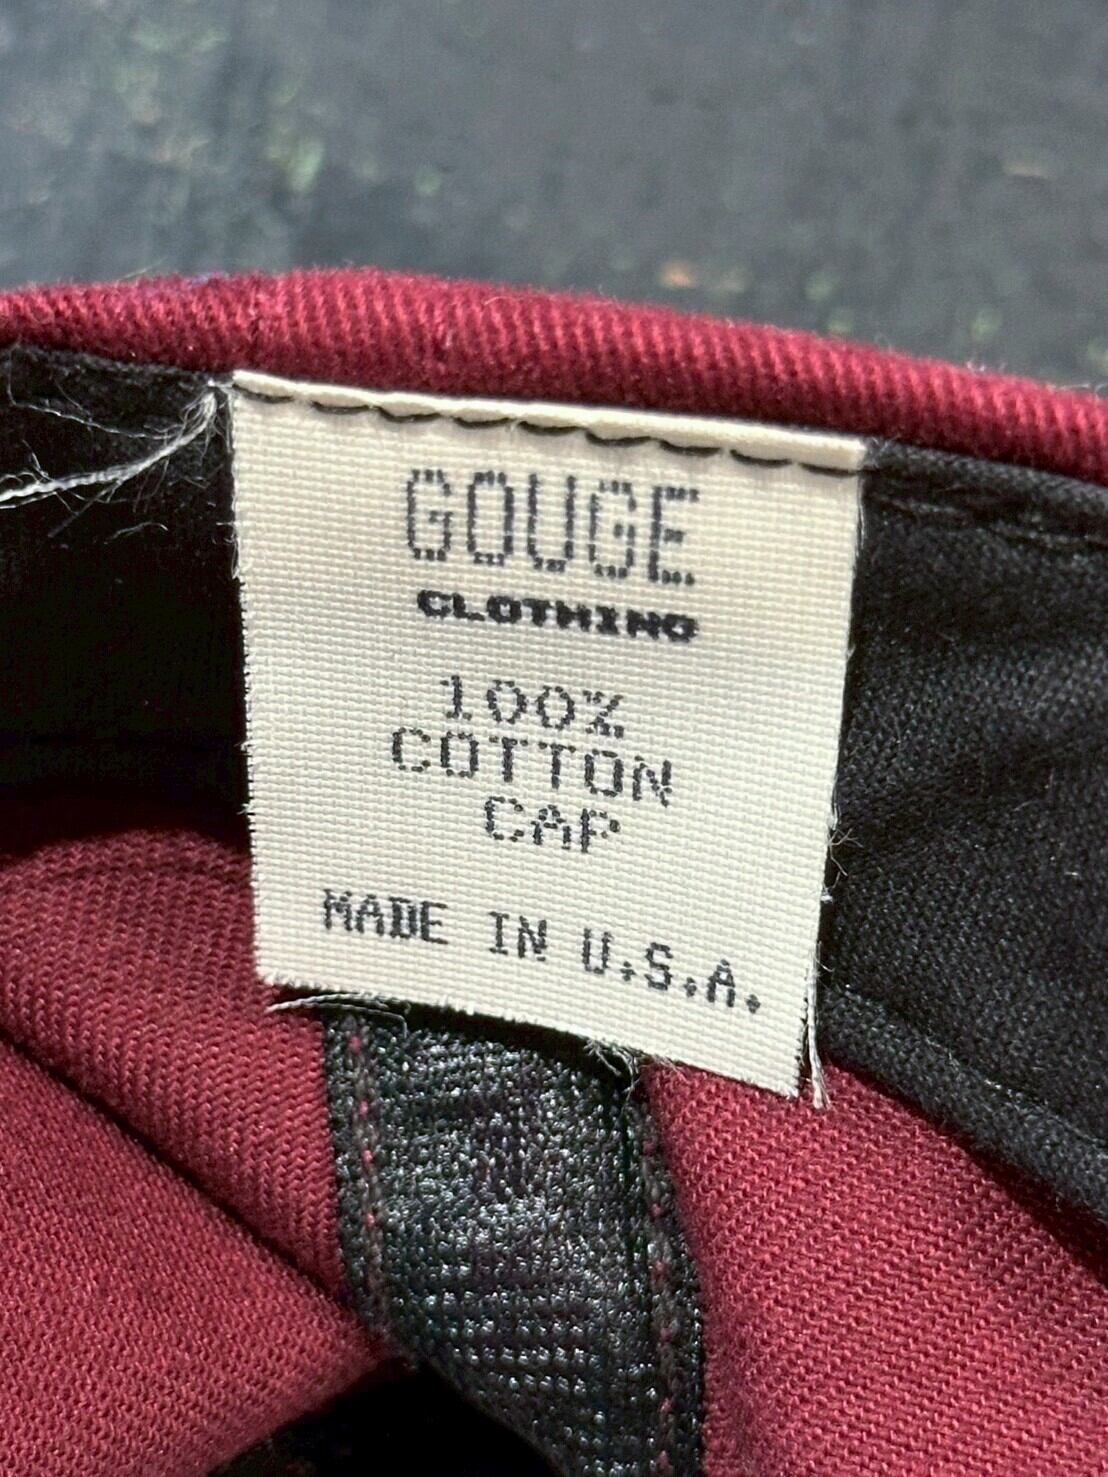 GOUGE
CLOTHING
100%
COTTON
CAP
MADE IN U.S.A.